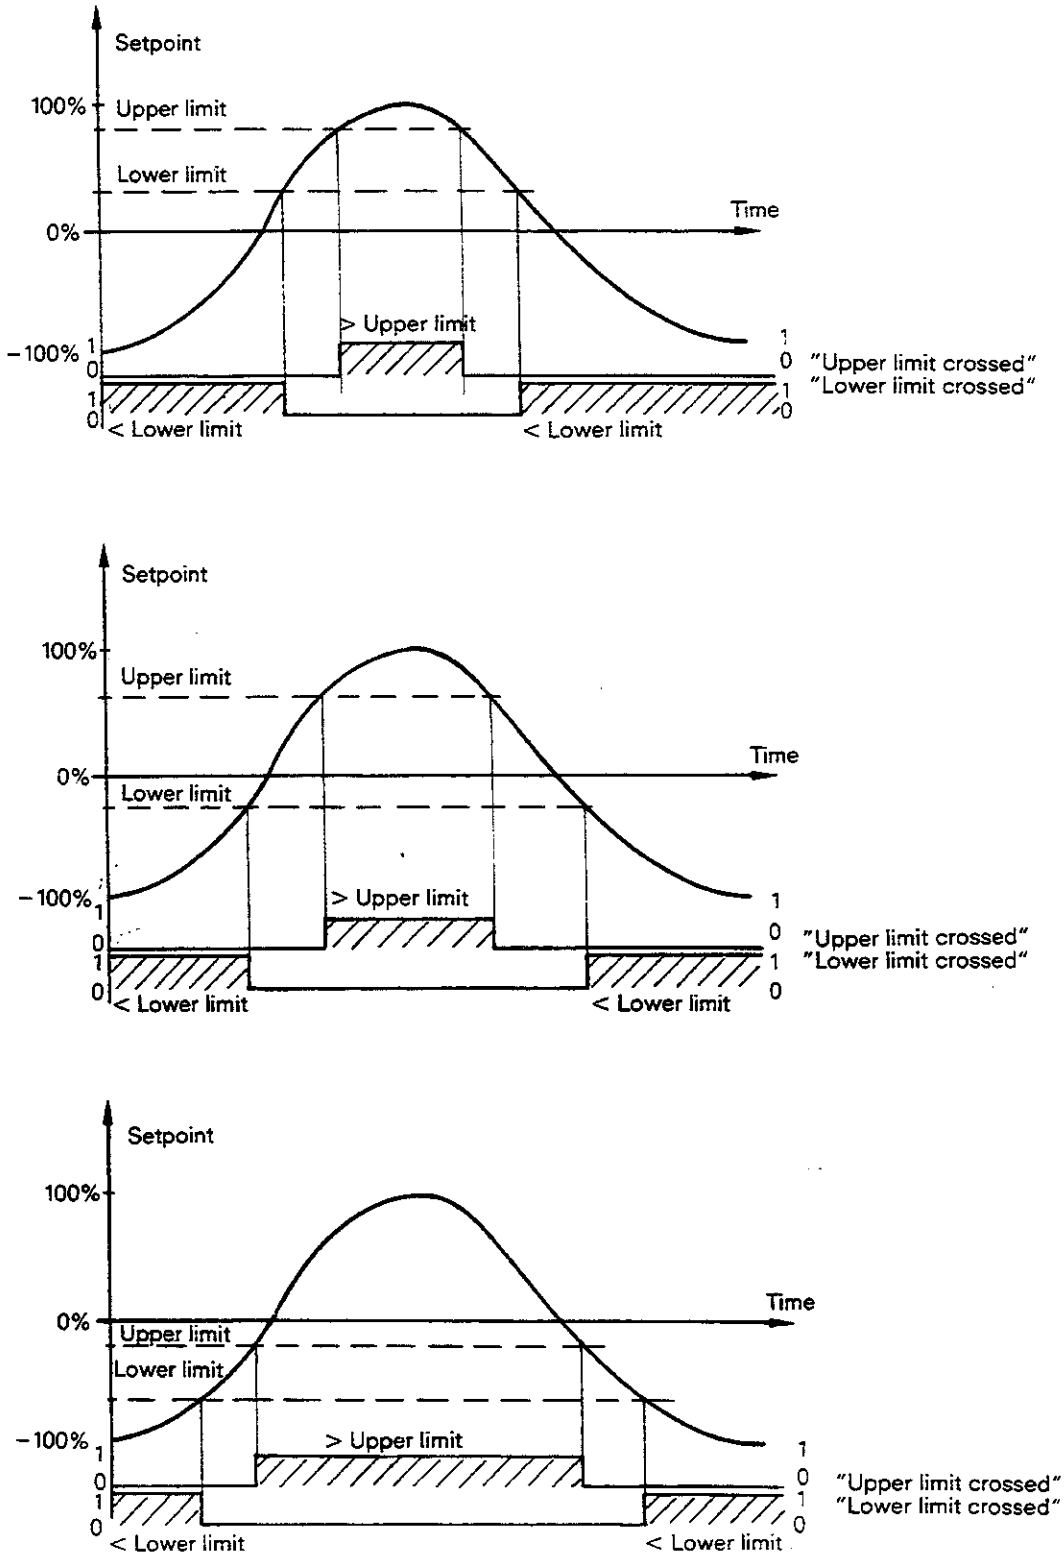 Setpoint
100%
Upper limit
Lower limit
Time
0%
> Upper limit
-100%
1
1
0
0
"Upper limit crossed"
1
1
"Lower limit crossed"
0
0
< Lower limit
< Lower limit
Setpoint
100%
Upper limit
Time
0%
Lower limit
-100%
> Upper limit
1
1
0
0
"Upper limit crossed"
1
1
"Lower limit crossed"
0
0
< Lower limit
< Lower limit
Setpoint
100%
Time
0%
Upper limit
Lower limit
-100%
> Upper limit
1
1
0
0
"Upper limit crossed"
1
1
"Lower limit crossed"
0
0
< Lower limit
< Lower limit